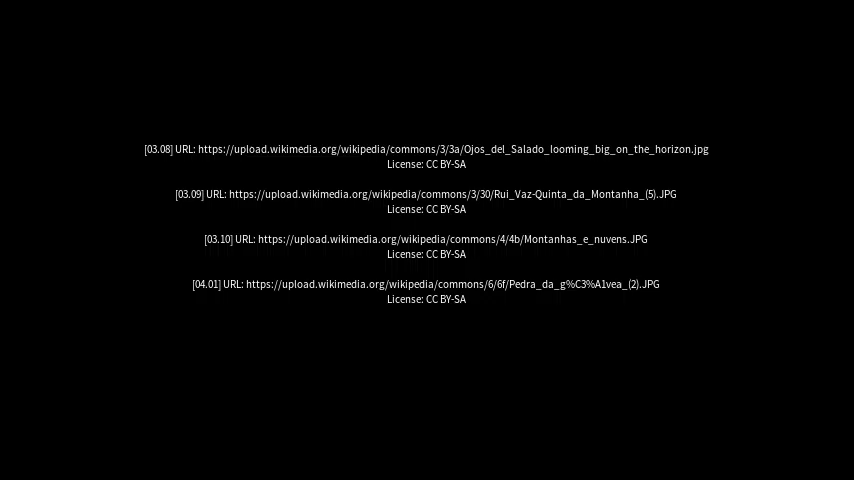 [03.08] URL: https://upload.wikimedia.org/wikipedia/commons/3/3a/Ojos_del_Salado_looming_big_on_the_horizon.jpg
License: CC BY-SA
[03.09] URL: https://upload.wikimedia.org/wikipedia/commons/3/30/Rui_Vaz-Quinta_da_Montanha_(5).JPG
License: CC BY-SA
[03.10] URL: https://upload.wikimedia.org/wikipedia/commons/4/4b/Montanhas_e_nuvens.JPG
License: CC BY-SA
[04.01] URL: https://upload.wikimedia.org/wikipedia/commons/6/6f/Pedra_da_g%C3%A1vea_(2).JPG
License: CC BY-SA